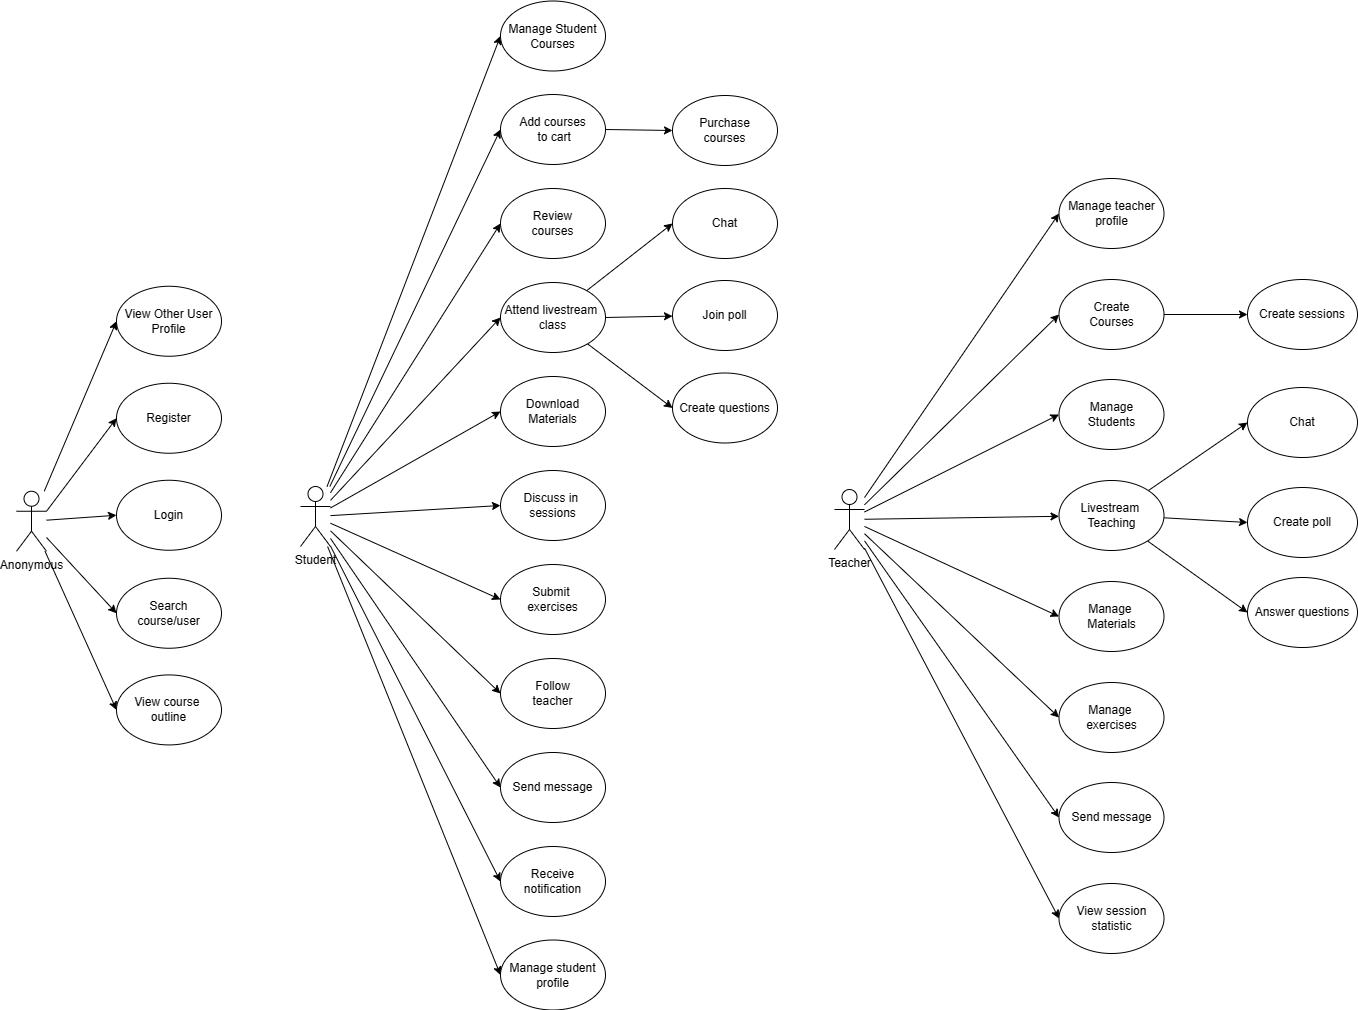 View Other User
Profile
Register
Login
Search
course/user
View course
outline
Anonymous
Manage Student
Courses
Add courses
to cart
Purchase
courses
Review
courses
Chat
Attend livestream
class
Join poll
Create questions
Download
Materials
Discuss in
sessions
Submit
exercises
Follow
teacher
Send message
Receive
notification
Manage student
profile
Student
Manage teacher
profile
Create
Courses
Create sessions
Manage
Students
Chat
Livestream
Teaching
Create poll
Answer questions
Manage
Materials
Manage
exercises
Send message
View session
statistic
Teacher